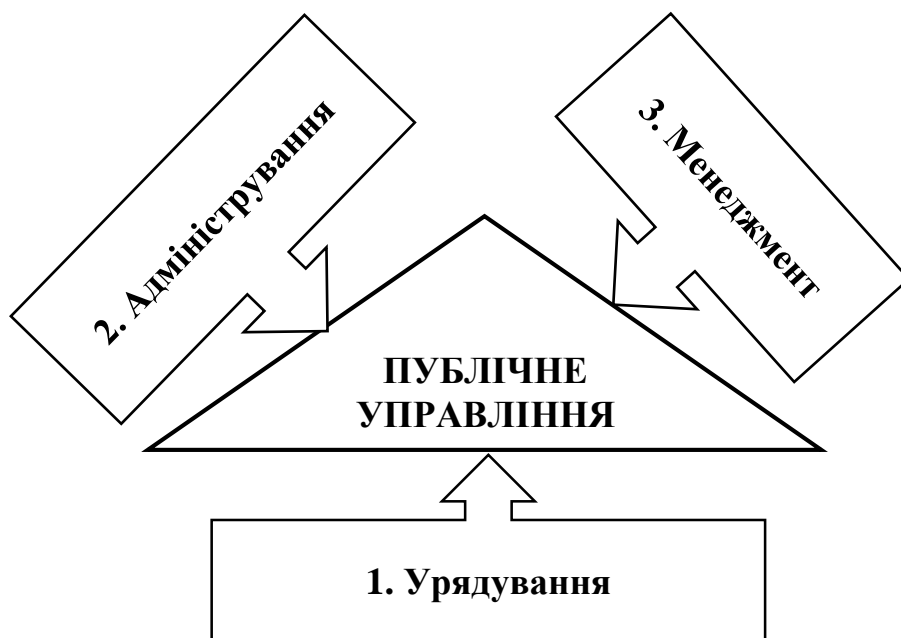 2. Адміністрування
3. Менеджмент
ПУБЛІЧНЕ
УПРАВЛІННЯ
1. Урядування